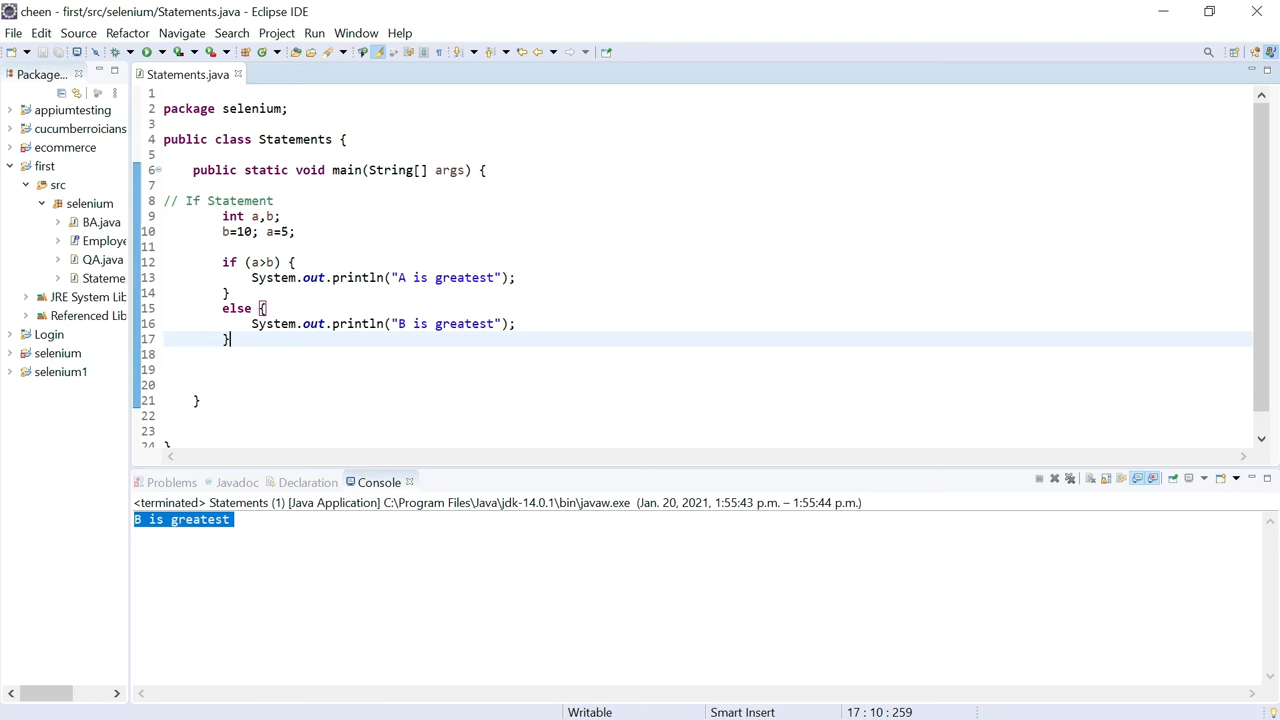 cheen - first/src/selenium/Statements.java - Eclipse IDE
File Edit Source Refactor Navigate Search Project Run Window Help
Package...
Statements.java
appiumtesting
cucumberroicians
ecommerce
first
src
selenium
BA.java
Employe
QA.java
Stateme
JRE System Lib
Referenced Lib
Login
selenium
selenium1
1
2 package selenium;
3
4 public class Statements {
5
6 public static void main(String[] args) {
7
8 // If Statement
9 int a,b;
10 b=10; a=5;
11
12 if (a>b) {
13 System.out.println("A is greatest");
14 }
15 else {
16 System.out.println("B is greatest");
17 }
18
19
20
21 }
22
23
24 }
Problems Javadoc Declaration Console
<terminated> Statements (1) [Java Application] C:\Program Files\Java\jdk-14.0.1\bin\javaw.exe (Jan. 20, 2021, 1:55:43 p.m. – 1:55:44 p.m.)
B is greatest
Writable Smart Insert 17 : 10 : 259